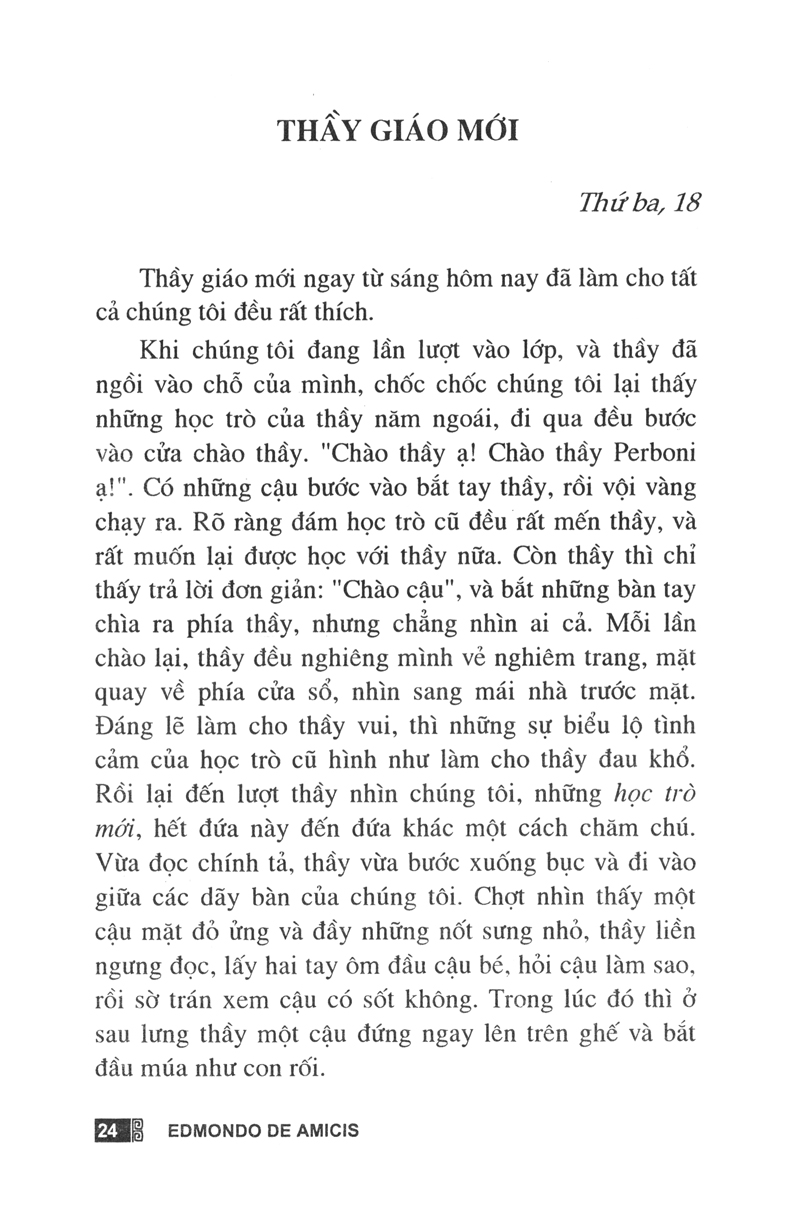 THẦY GIÁO MỚI
Thứ ba, 18
Thầy giáo mới ngay từ sáng hôm nay đã làm cho tất
cả chúng tôi đều rất thích.
Khi chúng tôi đang lần lượt vào lớp, và thầy đã
ngồi vào chỗ của mình, chốc chốc chúng tôi lại thấy
những học trò của thầy năm ngoái, đi qua đều bước
vào cửa chào thầy. "Chào thầy ạ! Chào thầy Perboni
ạ!". Có những cậu bước vào bắt tay thầy, rồi vội vàng
chạy ra. Rõ ràng đám học trò cũ đều rất mến thầy, và
rất muốn lại được học với thầy nữa. Còn thầy thì chỉ
thấy trả lời đơn giản: "Chào cậu", và bắt những bàn tay
chìa ra phía thầy, nhưng chẳng nhìn ai cả. Mỗi lần
chào lại, thầy đều nghiêng mình vẻ nghiêm trang, mặt
quay về phía cửa sổ, nhìn sang mái nhà trước mặt.
Đáng lẽ làm cho thầy vui, thì những sự biểu lộ tình
cảm của học trò cũ hình như làm cho thầy đau khổ.
Rồi lại đến lượt thầy nhìn chúng tôi, những học trò
mới, hết đứa này đến đứa khác một cách chăm chú.
Vừa đọc chính tả, thầy vừa bước xuống bục và đi vào
giữa các dãy bàn của chúng tôi. Chợt nhìn thấy một
cậu mặt đỏ ửng và đầy những nốt sưng nhỏ, thầy liền
ngưng đọc, lấy hai tay ôm đầu cậu bé, hỏi cậu làm sao,
rồi sờ trán xem cậu có sốt không. Trong lúc đó thì ở
sau lưng thầy một cậu đứng ngay lên trên ghế và bắt
đầu múa như con rối.
24 EDMONDO DE AMICIS